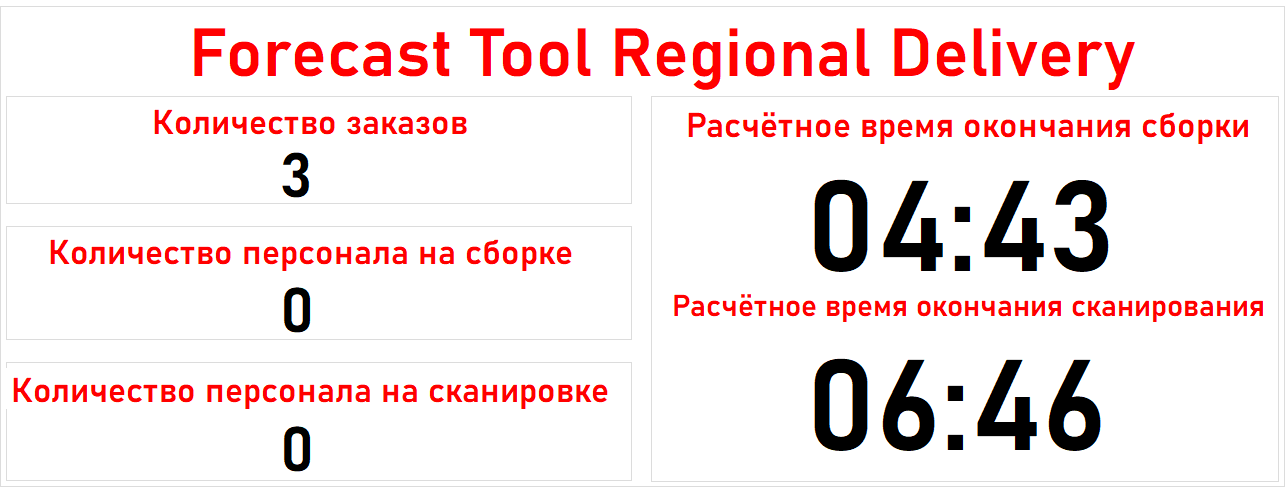 Forecast Tool Regional Delivery
Количество заказов
3
Количество персонала на сборке
0
Количество персонала на сканировке
0
Расчётное время окончания сборки
04:43
Расчётное время окончания сканирования
06:46